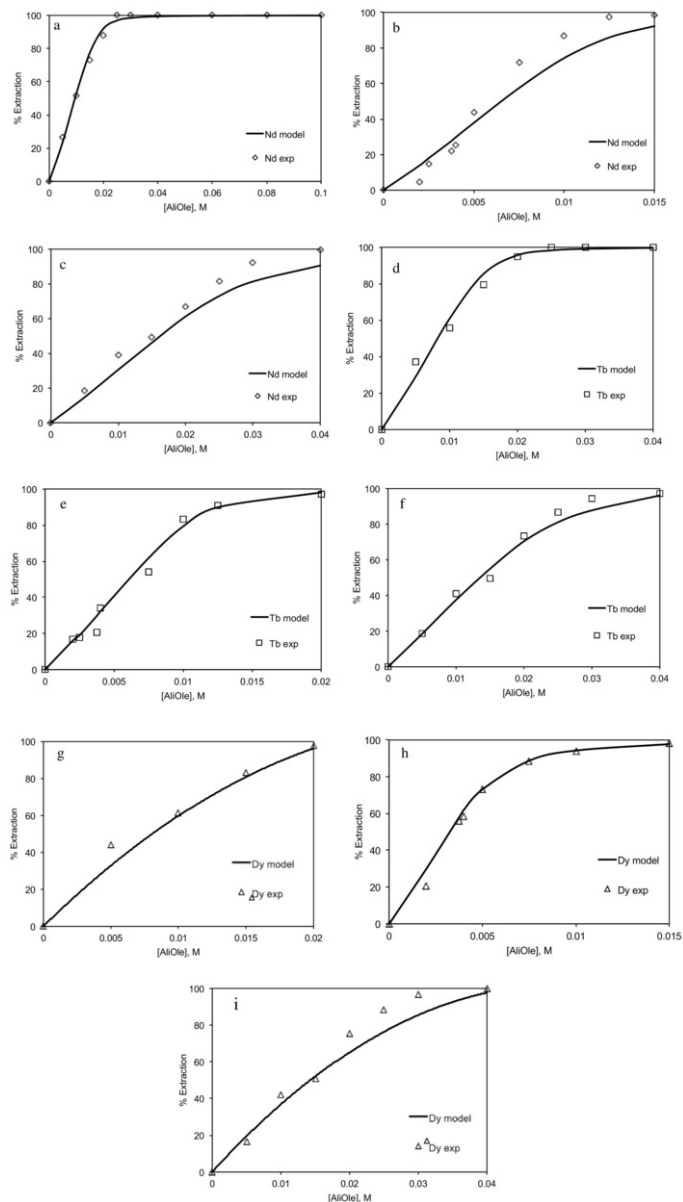 a
100
80
60
40
20
0
% Extraction
Nd model
Nd exp
0 0.02 0.04 0.06 0.08 0.1
[AliOle], M
b
100
80
60
40
20
0
% Extraction
Nd model
Nd exp
0 0.005 0.01 0.015
[AliOle], M
c
100
80
60
40
20
0
% Extraction
Nd model
Nd exp
0 0.01 0.02 0.03 0.04
[AliOle], M
d
100
80
60
40
20
0
% Extraction
Tb model
Tb exp
0 0.01 0.02 0.03 0.04
[AliOle], M
e
100
80
60
40
20
0
% Extraction
Tb model
Tb exp
0 0.005 0.01 0.015 0.02
[AliOle], M
f
100
80
60
40
20
0
% Extraction
Tb model
Tb exp
0 0.01 0.02 0.03 0.04
[AliOle], M
g
100
80
60
40
20
0
% Extraction
Dy model
Dy exp
0 0.005 0.01 0.015 0.02
[AliOle], M
h
100
80
60
40
20
0
% Extraction
Dy model
Dy exp
0 0.005 0.01 0.015
[AliOle], M
i
100
80
60
40
20
0
% Extraction
Dy model
Dy exp
0 0.01 0.02 0.03 0.04
[AliOle], M